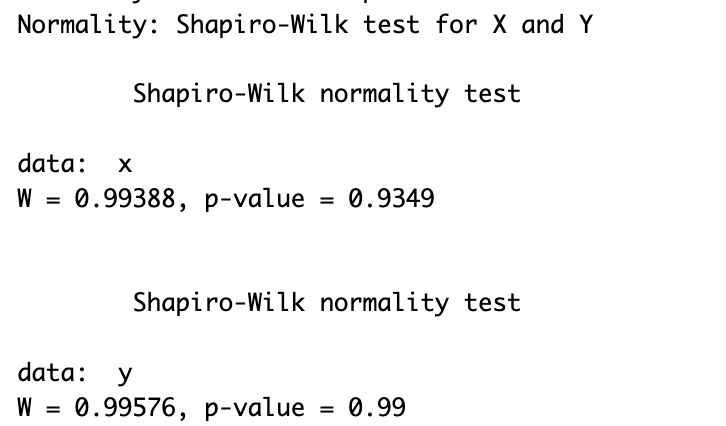 Normality: Shapiro-Wilk test for X and Y
Shapiro-Wilk normality test
data:  x
W = 0.99388, p-value = 0.9349
Shapiro-Wilk normality test
data:  y
W = 0.99576, p-value = 0.99